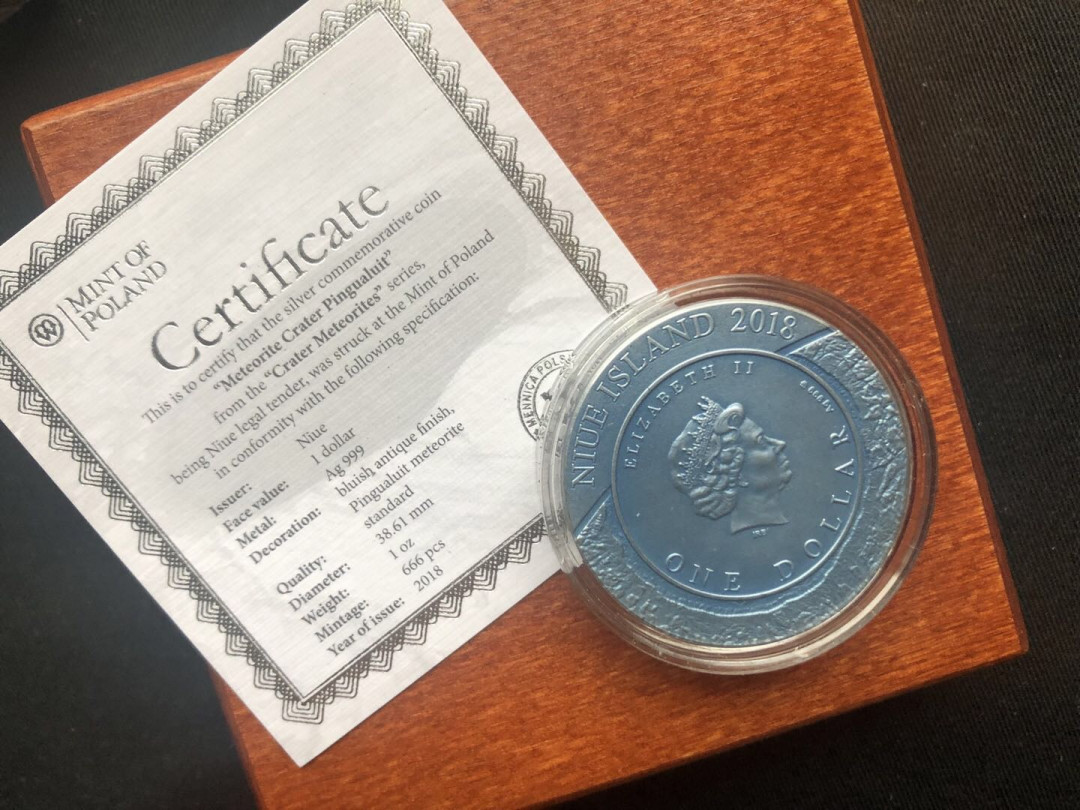 MINT OF
POLAND
Certificate
This is to certify that the silver commemorative coin
“Meteorite Crater Pingualuit”
from the “Crater Meteorites” series,
being Niue legal tender, was struck at the Mint of Poland
in conformity with the following specification:
Issuer: Niue
Face value: 1 dollar
Metal: Ag 999
Decoration: bluish antique finish,
Pingualuit meteorite
Quality: standard
Diameter: 38.61 mm
Weight: 1 oz
Mintage: 666 pcs
Year of issue: 2018
MENNICA POLS
NIUE ISLAND 2018
ELIZABETH II
ONE DOLLAR
IRB